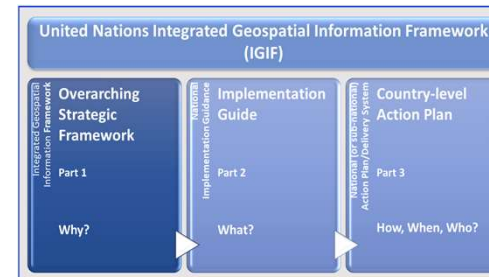 United Nations Integrated Geospatial Information Framework
(IGIF)
Integrated Geospatial
Information Framework
Overarching
Strategic
Framework
Part 1
Why?
National
Implementation Guidance
Implementation
Guide
Part 2
What?
National (or sub-national)
Action Plan/Delivery System
Country-level
Action Plan
Part 3
How, When, Who?